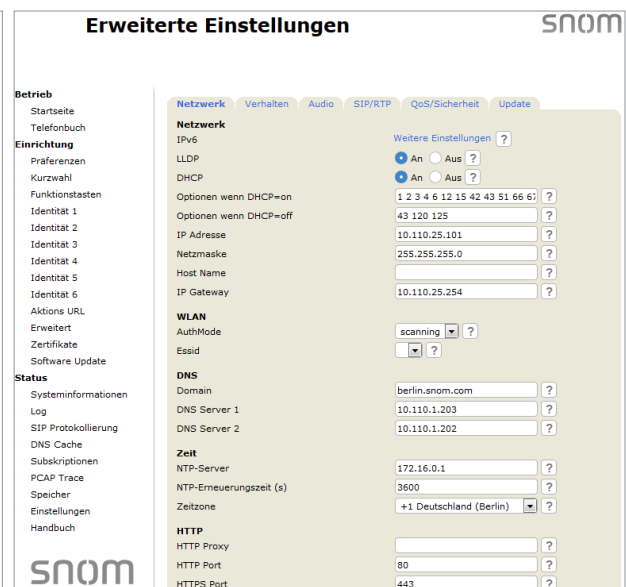 Erweiterte Einstellungen
snom
Betrieb
Startseite
Telefonbuch
Einrichtung
Präferenzen
Kurzwahl
Funktionstasten
Identität 1
Identität 2
Identität 3
Identität 4
Identität 5
Identität 6
Aktions URL
Erweitert
Zertifikate
Software Update
Status
Systeminformationen
Log
SIP Protokollierung
DNS Cache
Subskriptionen
PCAP Trace
Speicher
Einstellungen
Handbuch
snom
Netzwerk Verhalten Audio SIP/RTP QoS/Sicherheit Update
Netzwerk
IPv6 Weitere Einstellungen ?
LLDP An Aus ?
DHCP An Aus ?
Optionen wenn DHCP=on 1 2 3 4 6 12 15 42 43 51 66 67 ?
Optionen wenn DHCP=off 43 120 125 ?
IP Adresse 10.110.25.101 ?
Netzmaske 255.255.255.0 ?
Host Name ?
IP Gateway 10.110.25.254 ?
WLAN
AuthMode scanning ?
Essid ?
DNS
Domain berlin.snom.com ?
DNS Server 1 10.110.1.203 ?
DNS Server 2 10.110.1.202 ?
Zeit
NTP-Server 172.16.0.1 ?
NTP-Erneuerungszeit (s) 3600 ?
Zeitzone +1 Deutschland (Berlin) ?
HTTP
HTTP Proxy ?
HTTP Port 80 ?
HTTPS Port 443 ?